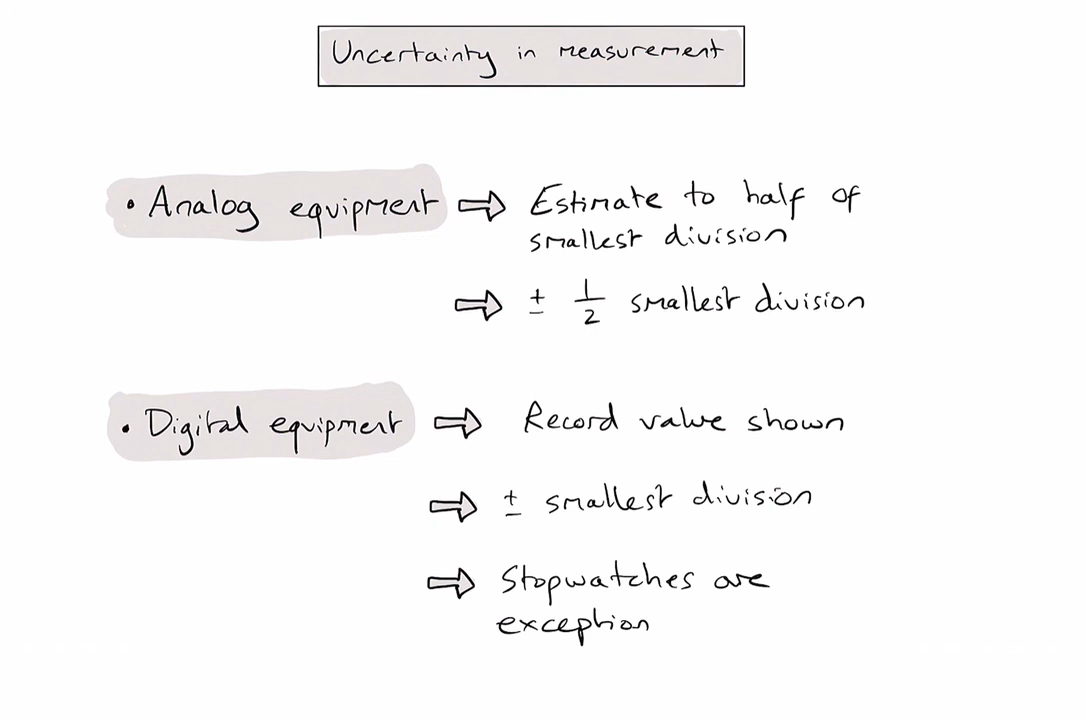 Uncertainty in measurement
• Analog equipment ⇒ Estimate to half of
smallest division
⇒ ± 1/2 smallest division
• Digital equipment ⇒ Record value shown
⇒ ± smallest division
⇒ Stopwatches are
exception